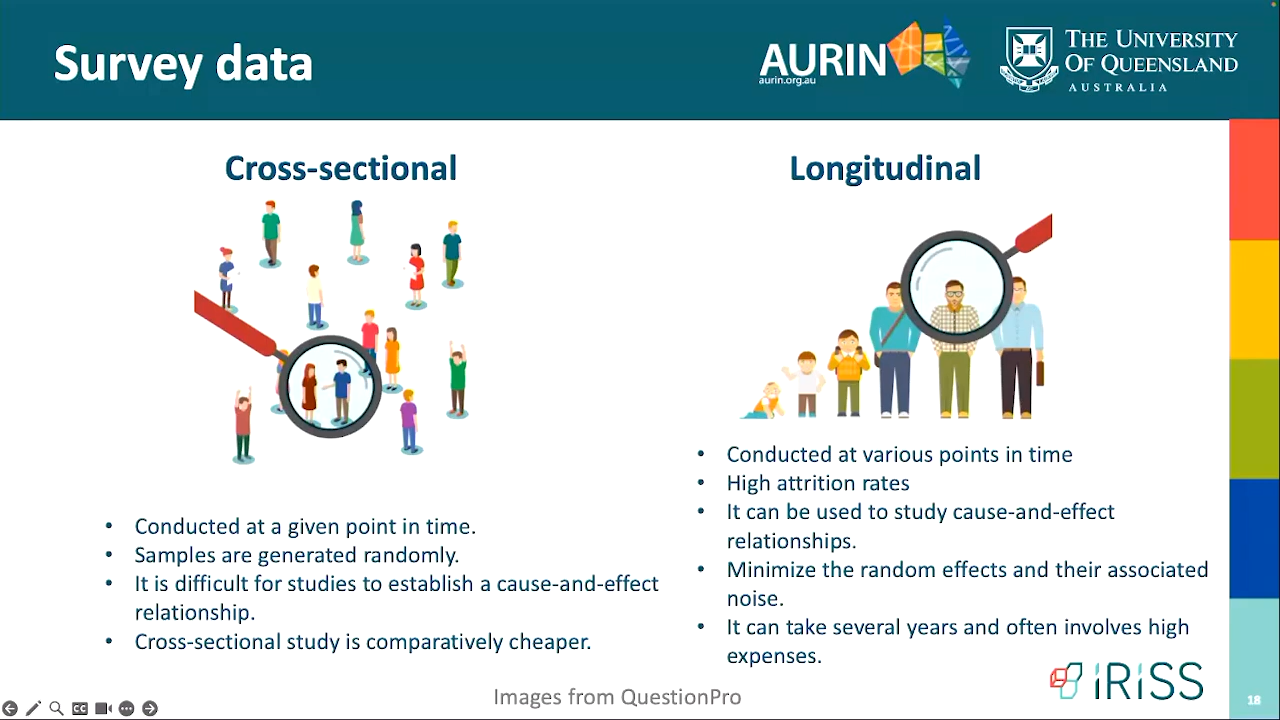 Survey data
AURIN
aurin.org.au
THE UNIVERSITY
OF QUEENSLAND
AUSTRALIA
Cross-sectional
• Conducted at a given point in time.
• Samples are generated randomly.
• It is difficult for studies to establish a cause-and-effect
relationship.
• Cross-sectional study is comparatively cheaper.
Longitudinal
• Conducted at various points in time
• High attrition rates
• It can be used to study cause-and-effect
relationships.
• Minimize the random effects and their associated
noise.
• It can take several years and often involves high
expenses.
Images from QuestionPro
iRiSS
18
CC